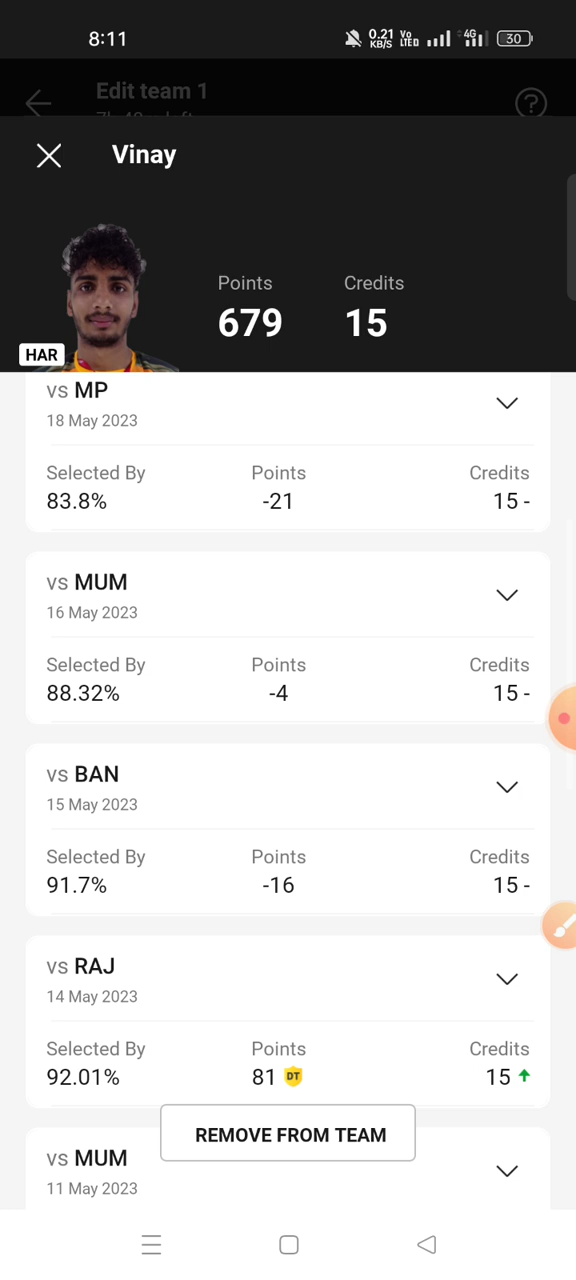 8:11
0.21 KB/S Vo LTED 4G 30
Edit team 1
Vinay
Points Credits
679 15
HAR
vs MP
18 May 2023
Selected By Points Credits
83.8% -21 15 -
vs MUM
16 May 2023
Selected By Points Credits
88.32% -4 15 -
vs BAN
15 May 2023
Selected By Points Credits
91.7% -16 15 -
vs RAJ
14 May 2023
Selected By Points Credits
92.01% 81 DT 15
REMOVE FROM TEAM
vs MUM
11 May 2023